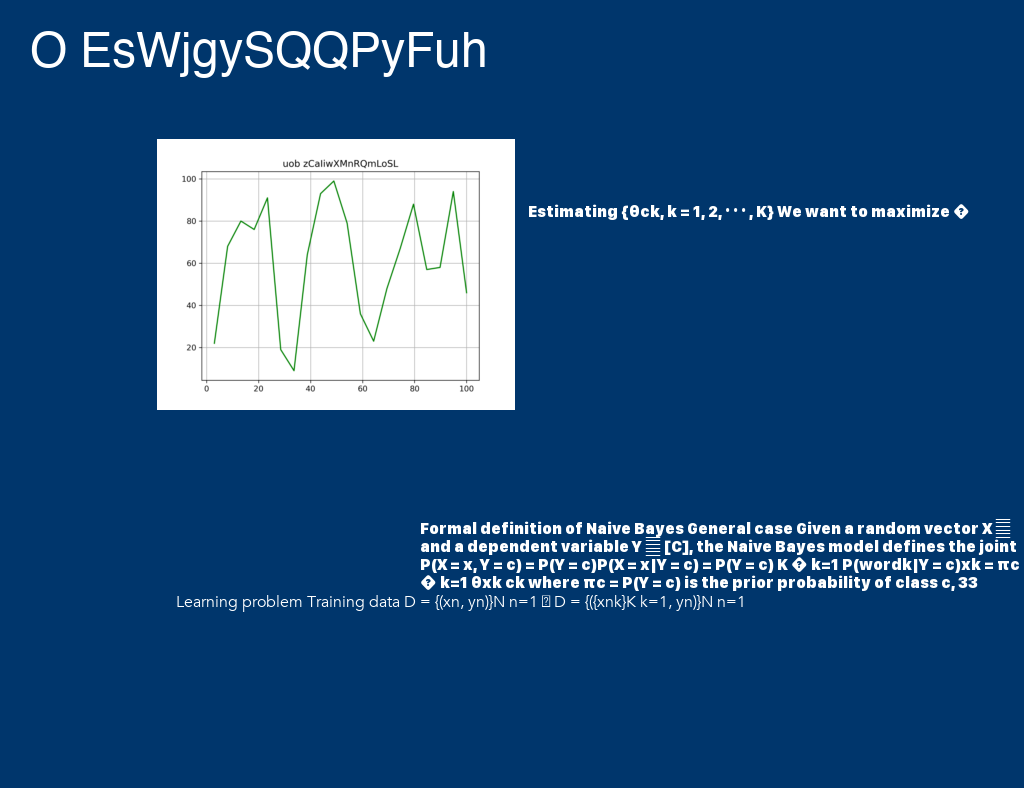 O EsWjgySQQPyFuh
uob zCaIiwXMnRQmLoSL
100
80
60
40
20
0 20 40 60 80 100
Estimating {θck, k = 1, 2, · · · , K} We want to maximize �
Formal definition of Naive Bayes General case Given a random vector X
and a dependent variable Y [C], the Naive Bayes model defines the joint
P(X = x, Y = c) = P(Y = c)P(X = x|Y = c) = P(Y = c) K � k=1 P(wordk|Y = c)xk = πc
� k=1 θxk ck where πc = P(Y = c) is the prior probability of class c, 33
Learning problem Training data D = {(xn, yn)}N n=1 D = {({xnk}K k=1, yn)}N n=1